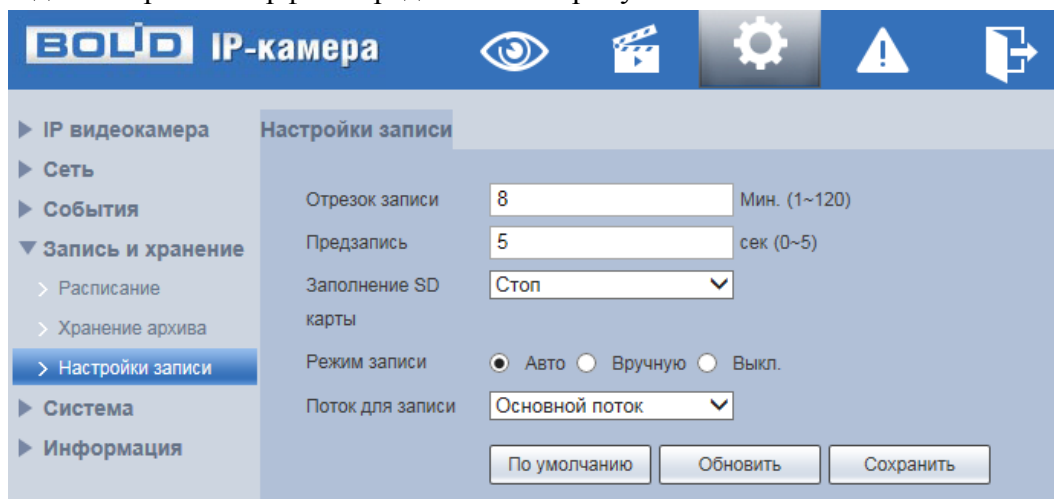 BOLID IP-камера
IP видеокамера
Сеть
События
Запись и хранение
Расписание
Хранение архива
Настройки записи
Система
Информация
Настройки записи
Отрезок записи 8 Мин. (1~120)
Предзапись 5 сек (0~5)
Заполнение SD карты Стоп
Режим записи Авто Вручную Выкл.
Поток для записи Основной поток
По умолчанию Обновить Сохранить